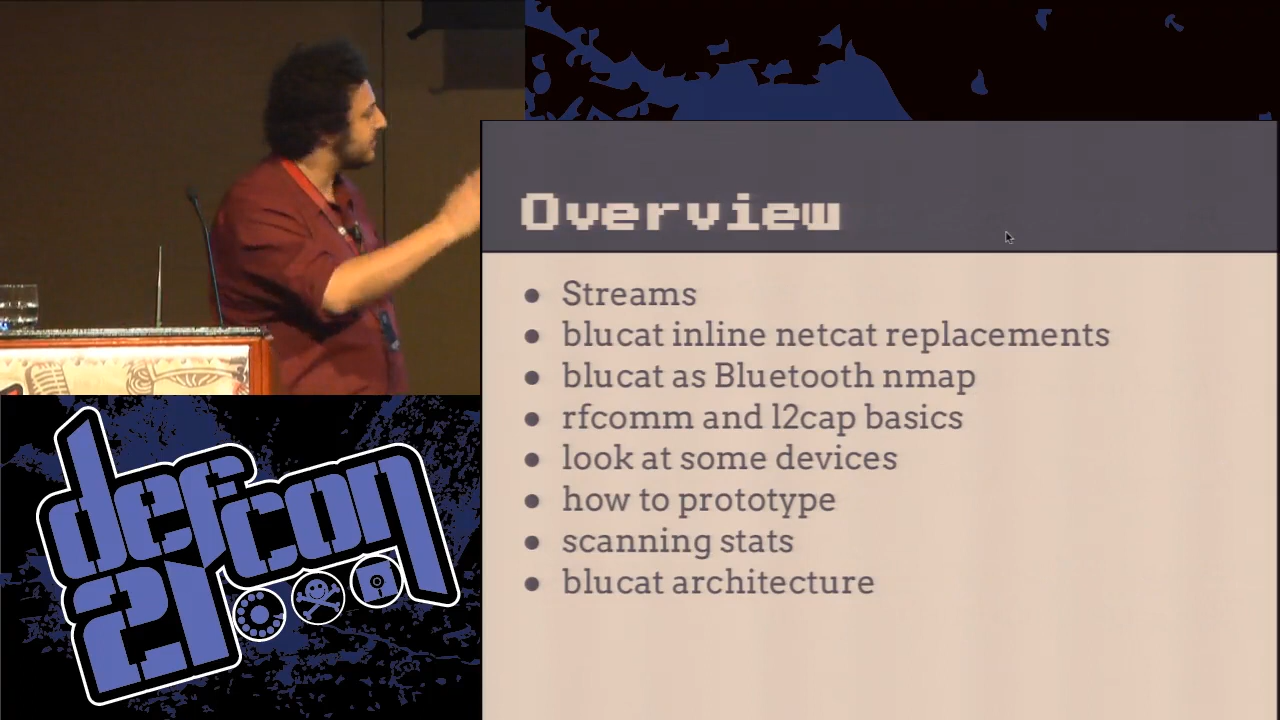 Overview
Streams
blucat inline netcat replacements
blucat as Bluetooth nmap
rfcomm and l2cap basics
look at some devices
how to prototype
scanning stats
blucat architecture
defcon
21